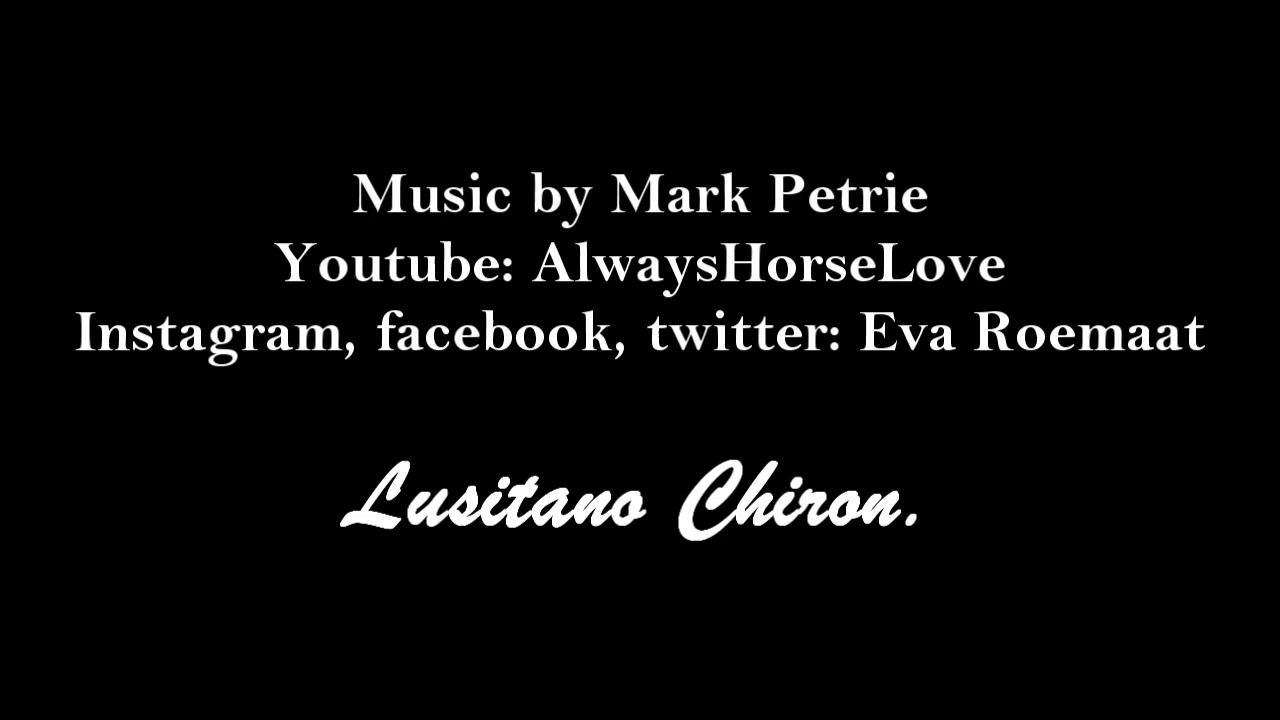 Music by Mark Petrie
Youtube: AlwaysHorseLove
Instagram, facebook, twitter: Eva Roemaat
Lusitano Chiron.